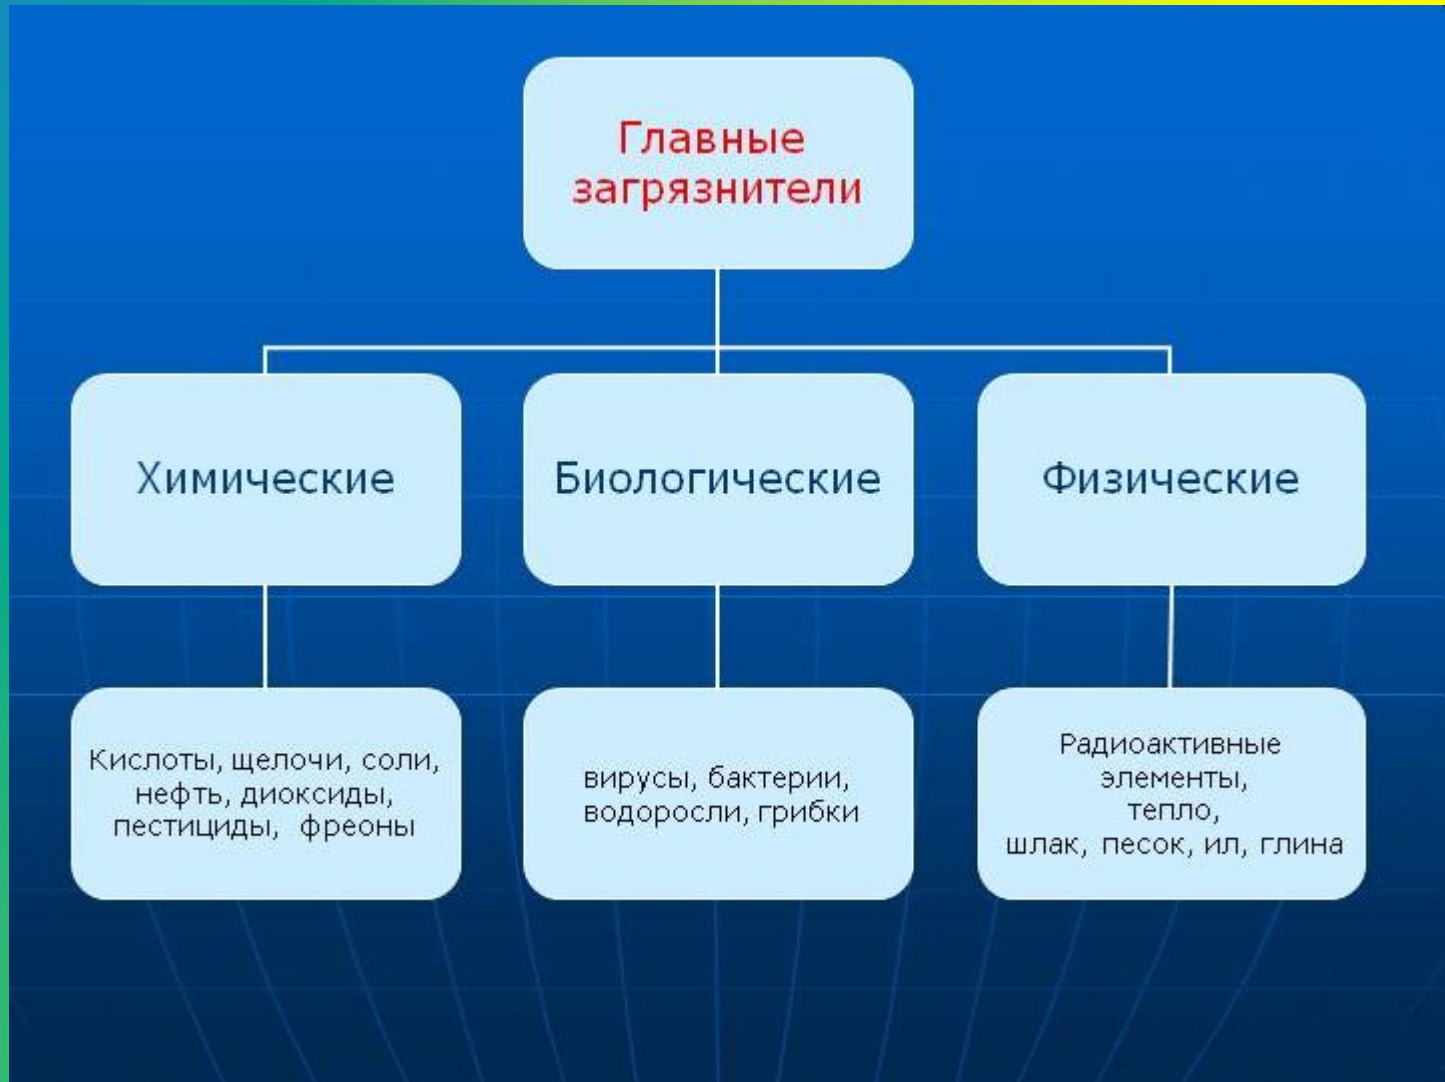 Главные
загрязнители
Химические
Биологические
Физические
Кислоты, щелочи, соли,
нефть, диоксиды,
пестициды, фреоны
вирусы, бактерии,
водоросли, грибки
Радиоактивные
элементы,
тепло,
шлак, песок, ил, глина